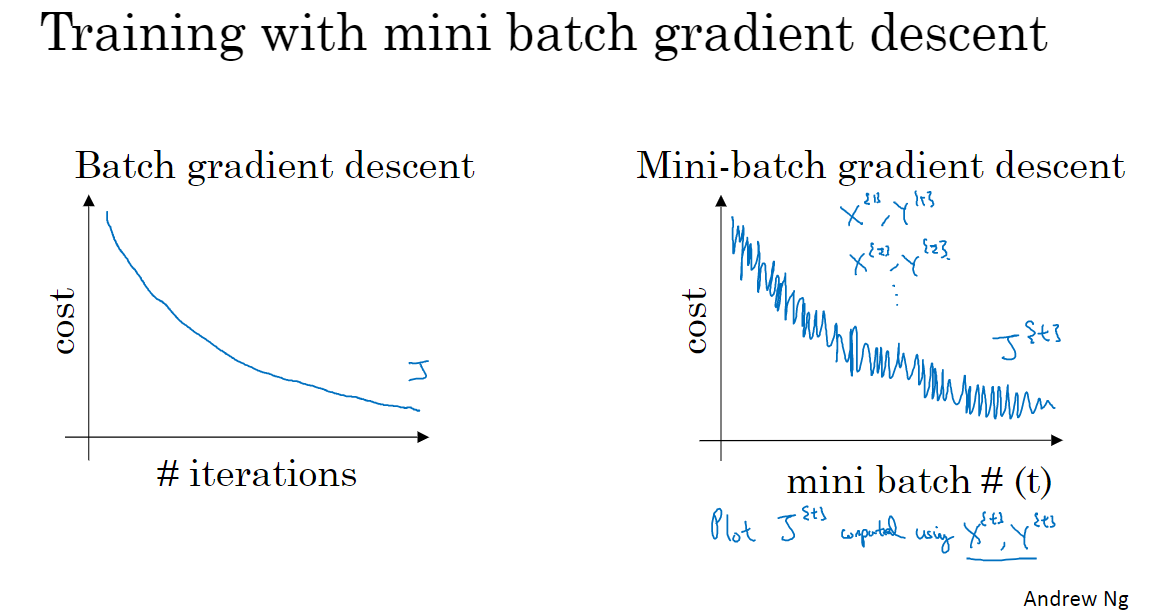 Training with mini batch gradient descent
Batch gradient descent
cost
J
# iterations
Mini-batch gradient descent
X^{1}, Y^{1}
X^{2}, Y^{2}
⋮
cost
J^{t}
mini batch # (t)
Plot J^{t} computed using X^{t}, Y^{t}
Andrew Ng